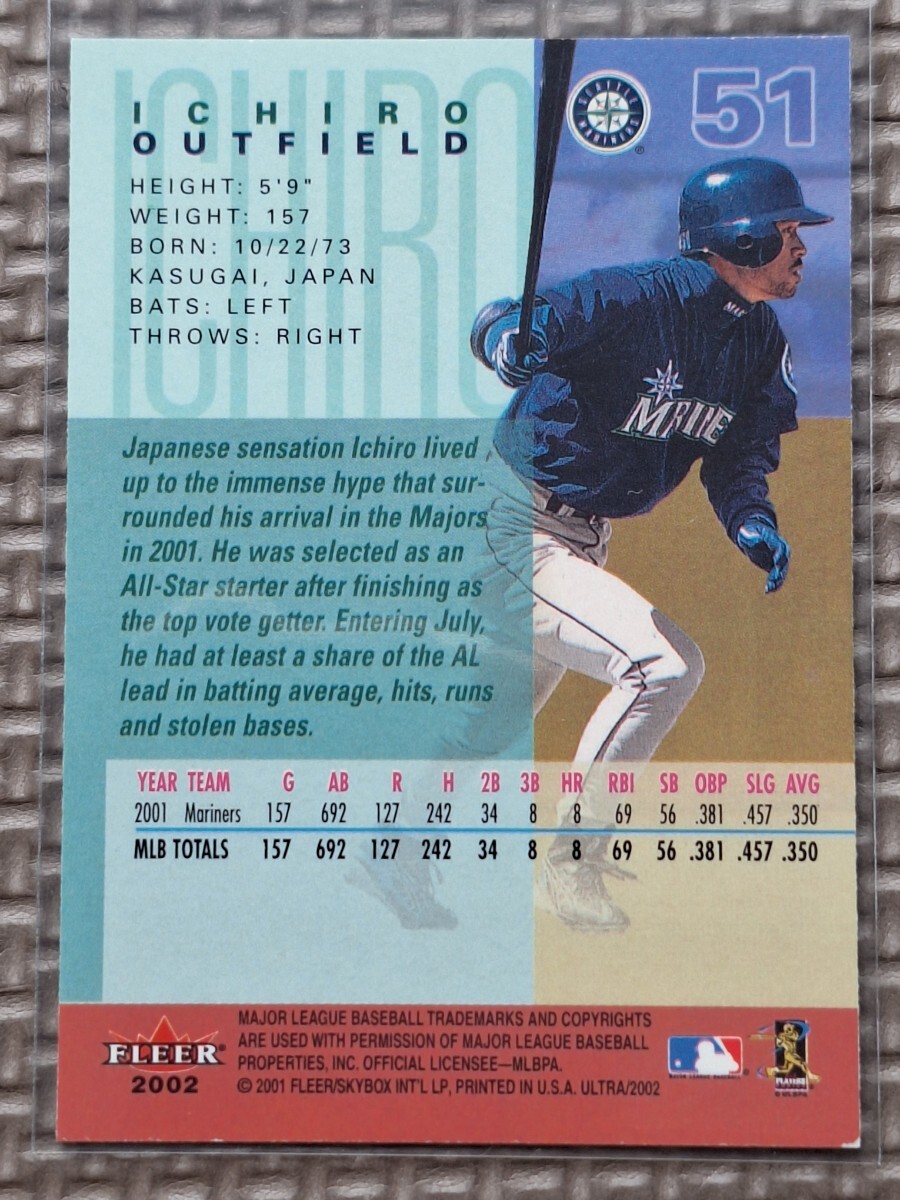 ICHIRO
ICHIRO
OUTFIELD
51
SEATTLE MARINERS
HEIGHT: 5'9"
WEIGHT: 157
BORN: 10/22/73
KASUGAI, JAPAN
BATS: LEFT
THROWS: RIGHT
Japanese sensation Ichiro lived
up to the immense hype that sur-
rounded his arrival in the Majors
in 2001. He was selected as an
All-Star starter after finishing as
the top vote getter. Entering July,
he had at least a share of the AL
lead in batting average, hits, runs
and stolen bases.
YEAR TEAM G AB R H 2B 3B HR RBI SB OBP SLG AVG
2001 Mariners 157 692 127 242 34 8 8 69 56 .381 .457 .350
MLB TOTALS 157 692 127 242 34 8 8 69 56 .381 .457 .350
FLEER
2002
MAJOR LEAGUE BASEBALL TRADEMARKS AND COPYRIGHTS
ARE USED WITH PERMISSION OF MAJOR LEAGUE BASEBALL
PROPERTIES, INC. OFFICIAL LICENSEE—MLBPA.
© 2001 FLEER/SKYBOX INT'L LP, PRINTED IN U.S.A. ULTRA/2002